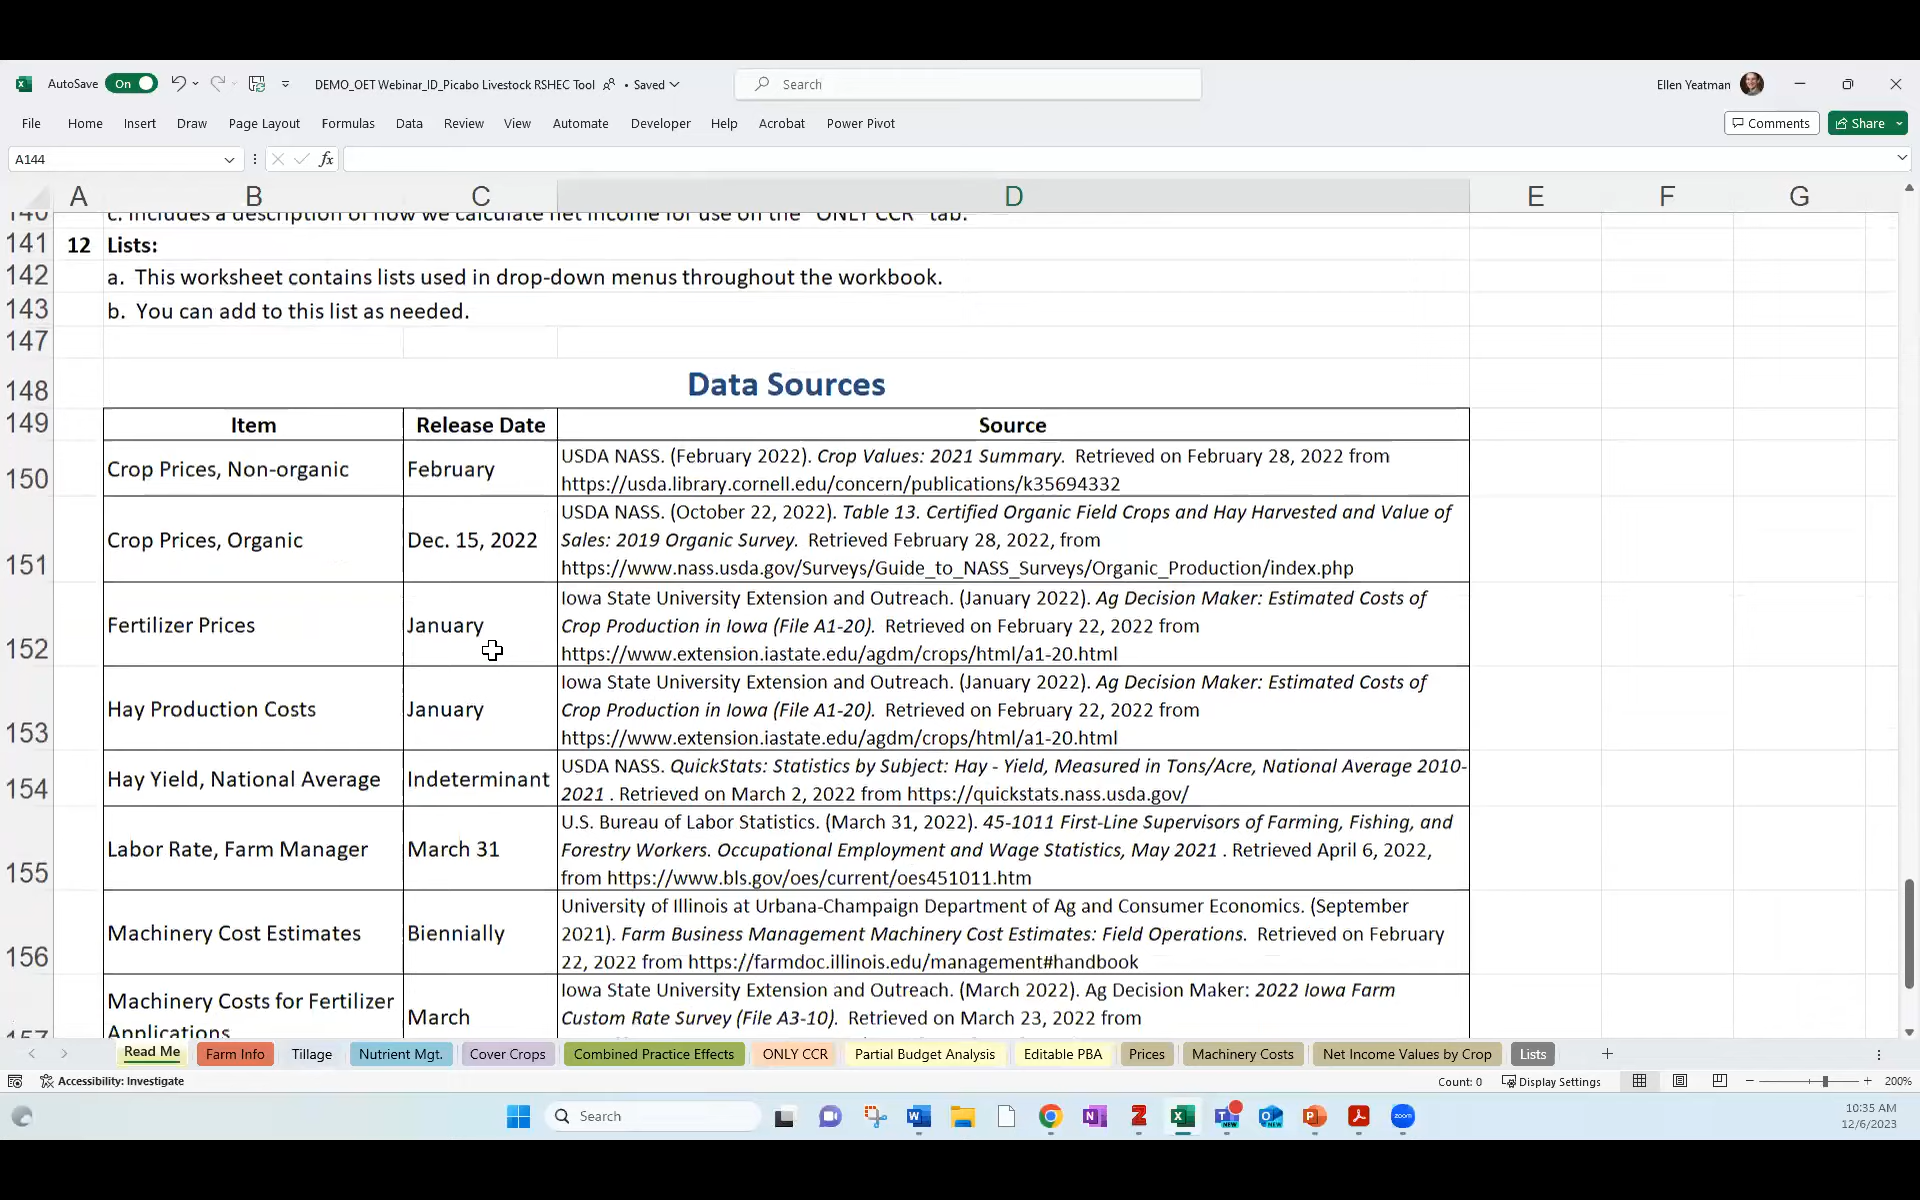 AutoSave On DEMO_OET Webinar_ID_Picabo Livestock RSHEC Tool • Saved Search Ellen Yeatman
File Home Insert Draw Page Layout Formulas Data Review View Automate Developer Help Acrobat Power Pivot Comments Share
A144 fx
A B C D E F G
140 c. Includes a description of how we calculate net income for use on the "ONLY CCR" tab.
141 12 Lists:
142 a. This worksheet contains lists used in drop-down menus throughout the workbook.
143 b. You can add to this list as needed.
147
148 Data Sources
149 Item Release Date Source
150 Crop Prices, Non-organic February USDA NASS. (February 2022). Crop Values: 2021 Summary. Retrieved on February 28, 2022 from
https://usda.library.cornell.edu/concern/publications/k35694332
151 Crop Prices, Organic Dec. 15, 2022 USDA NASS. (October 22, 2022). Table 13. Certified Organic Field Crops and Hay Harvested and Value of
Sales: 2019 Organic Survey. Retrieved February 28, 2022, from
https://www.nass.usda.gov/Surveys/Guide_to_NASS_Surveys/Organic_Production/index.php
152 Fertilizer Prices January Iowa State University Extension and Outreach. (January 2022). Ag Decision Maker: Estimated Costs of
Crop Production in Iowa (File A1-20). Retrieved on February 22, 2022 from
https://www.extension.iastate.edu/agdm/crops/html/a1-20.html
153 Hay Production Costs January Iowa State University Extension and Outreach. (January 2022). Ag Decision Maker: Estimated Costs of
Crop Production in Iowa (File A1-20). Retrieved on February 22, 2022 from
https://www.extension.iastate.edu/agdm/crops/html/a1-20.html
154 Hay Yield, National Average Indeterminant USDA NASS. QuickStats: Statistics by Subject: Hay - Yield, Measured in Tons/Acre, National Average 2010-
2021 . Retrieved on March 2, 2022 from https://quickstats.nass.usda.gov/
155 Labor Rate, Farm Manager March 31 U.S. Bureau of Labor Statistics. (March 31, 2022). 45-1011 First-Line Supervisors of Farming, Fishing, and
Forestry Workers. Occupational Employment and Wage Statistics, May 2021 . Retrieved April 6, 2022,
from https://www.bls.gov/oes/current/oes451011.htm
156 Machinery Cost Estimates Biennially University of Illinois at Urbana-Champaign Department of Ag and Consumer Economics. (September
2021). Farm Business Management Machinery Cost Estimates: Field Operations. Retrieved on February
22, 2022 from https://farmdoc.illinois.edu/management#handbook
157 Machinery Costs for Fertilizer Applications March Iowa State University Extension and Outreach. (March 2022). Ag Decision Maker: 2022 Iowa Farm
Custom Rate Survey (File A3-10). Retrieved on March 23, 2022 from
Read Me Farm Info Tillage Nutrient Mgt. Cover Crops Combined Practice Effects ONLY CCR Partial Budget Analysis Editable PBA Prices Machinery Costs Net Income Values by Crop Lists
Accessibility: Investigate Count: 0 Display Settings 200%
Search 10:35 AM
12/6/2023